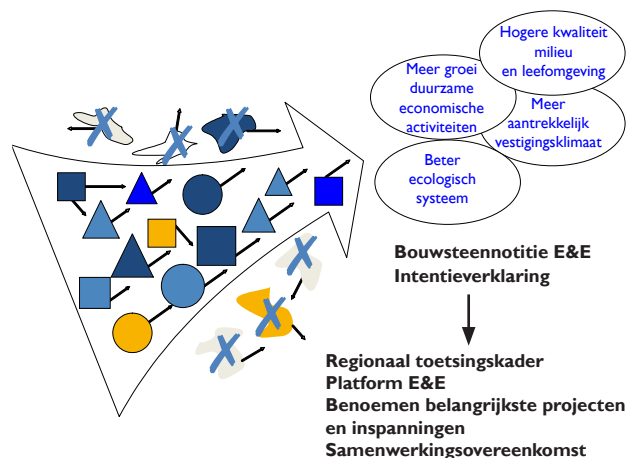 Hogere kwaliteit
milieu
en leefomgeving
Meer groei
duurzame
economische
activiteiten
Meer
aantrekkelijk
vestigingsklimaat
Beter
ecologisch
systeem
Bouwsteennotitie E&E
Intentieverklaring
Regionaal toetsingskader
Platform E&E
Benoemen belangrijkste projecten
en inspanningen
Samenwerkingsovereenkomst